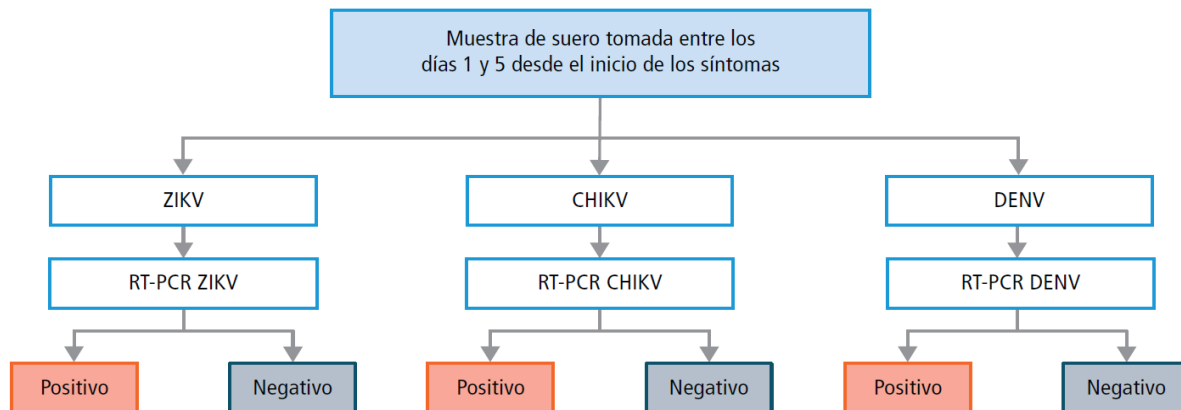 Muestra de suero tomada entre los
días 1 y 5 desde el inicio de los síntomas
ZIKV
CHIKV
DENV
RT-PCR ZIKV
RT-PCR CHIKV
RT-PCR DENV
Positivo
Negativo
Positivo
Negativo
Positivo
Negativo